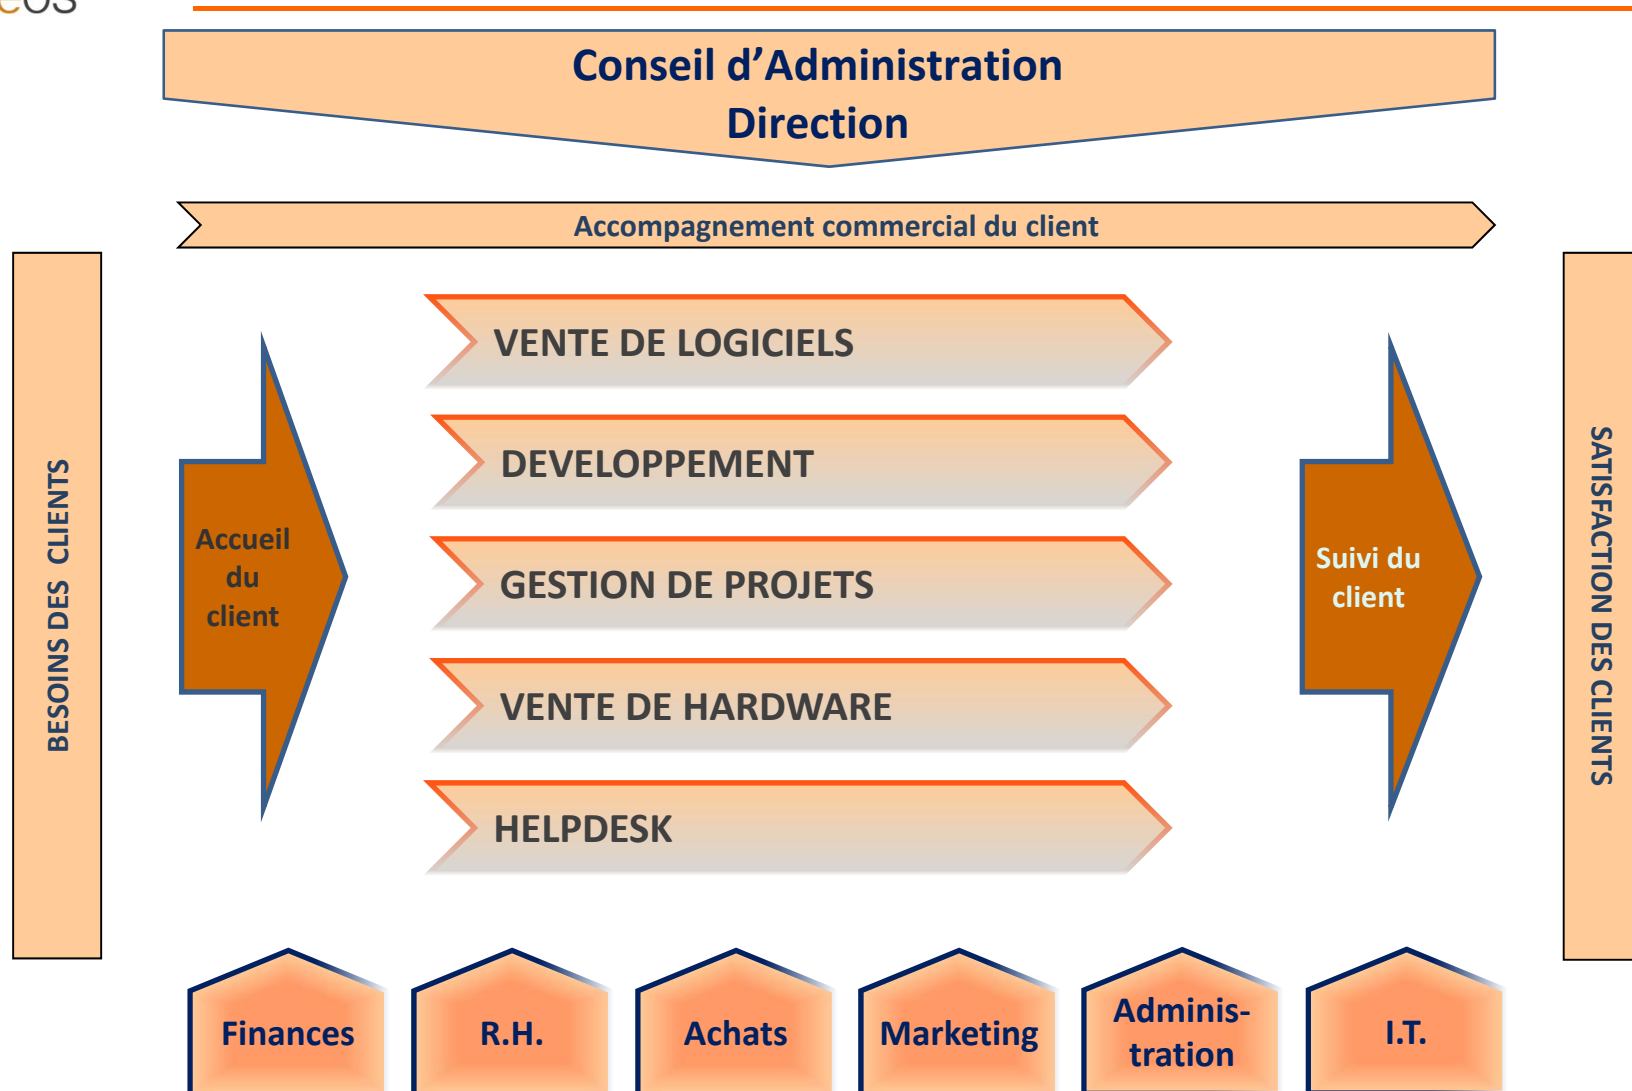 eos
Conseil d’Administration
Direction
Accompagnement commercial du client
BESOINS DES CLIENTS
Accueil
du
client
VENTE DE LOGICIELS
DEVELOPPEMENT
GESTION DE PROJETS
VENTE DE HARDWARE
HELPDESK
Suivi du
client
SATISFACTION DES CLIENTS
Finances
R.H.
Achats
Marketing
Adminis-
tration
I.T.